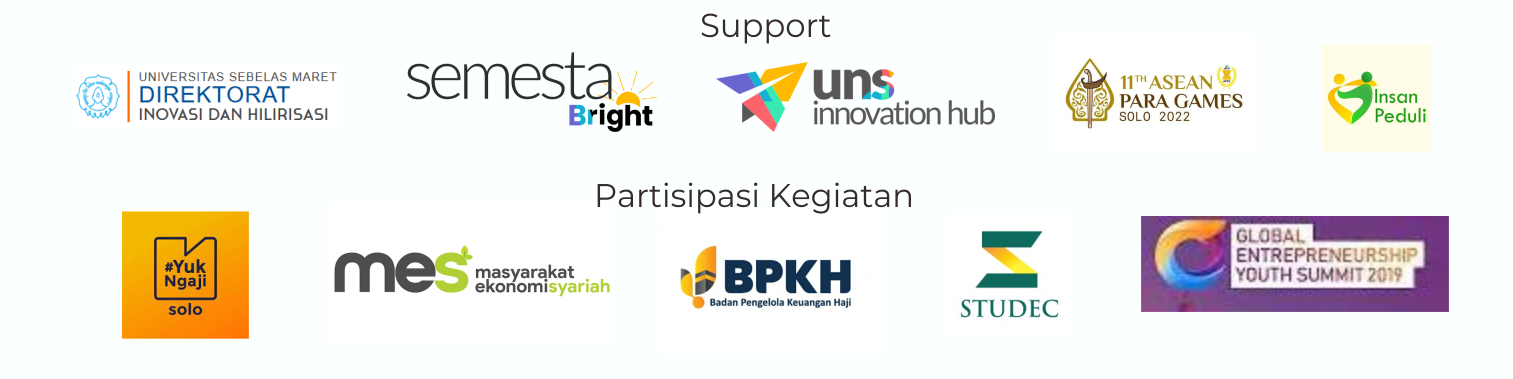 Support
UNIVERSITAS SEBELAS MARET
DIREKTORAT
INOVASI DAN HILIRISASI
semesta
Bright
uns
innovation hub
11TH ASEAN
PARA GAMES
SOLO 2022
Insan
Peduli
Partisipasi Kegiatan
#Yuk
Ngaji
solo
mes
masyarakat
ekonomisyariah
BPKH
Badan Pengelola Keuangan Haji
STUDEC
GLOBAL
ENTREPRENEURSHIP
YOUTH SUMMIT 2019